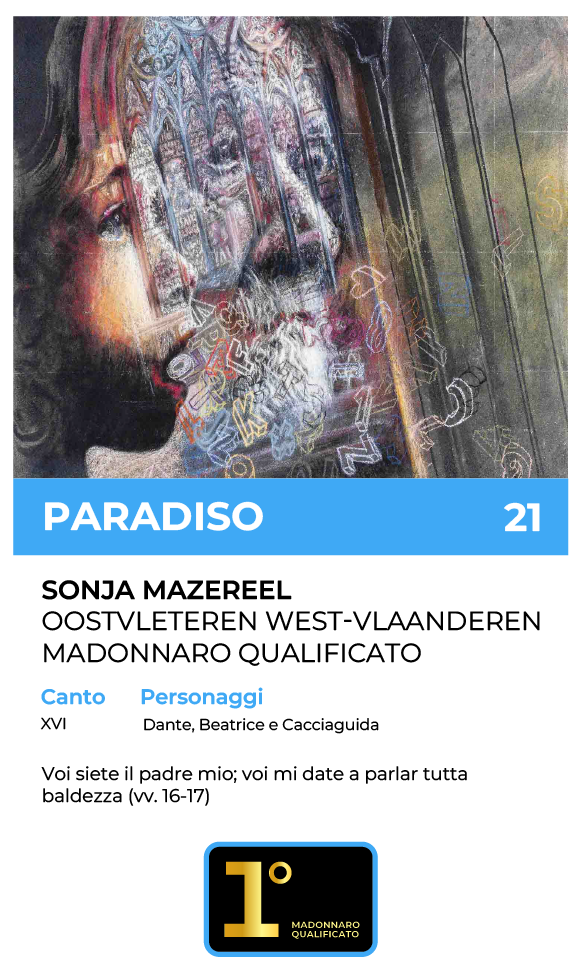 PARADISO 21
SONJA MAZEREEL
OOSTVLETEREN WEST-VLAANDEREN
MADONNARO QUALIFICATO
Canto Personaggi
XVI Dante, Beatrice e Cacciaguida
Voi siete il padre mio; voi mi date a parlar tutta
baldezza (vv. 16-17)
1°
MADONNARO
QUALIFICATO